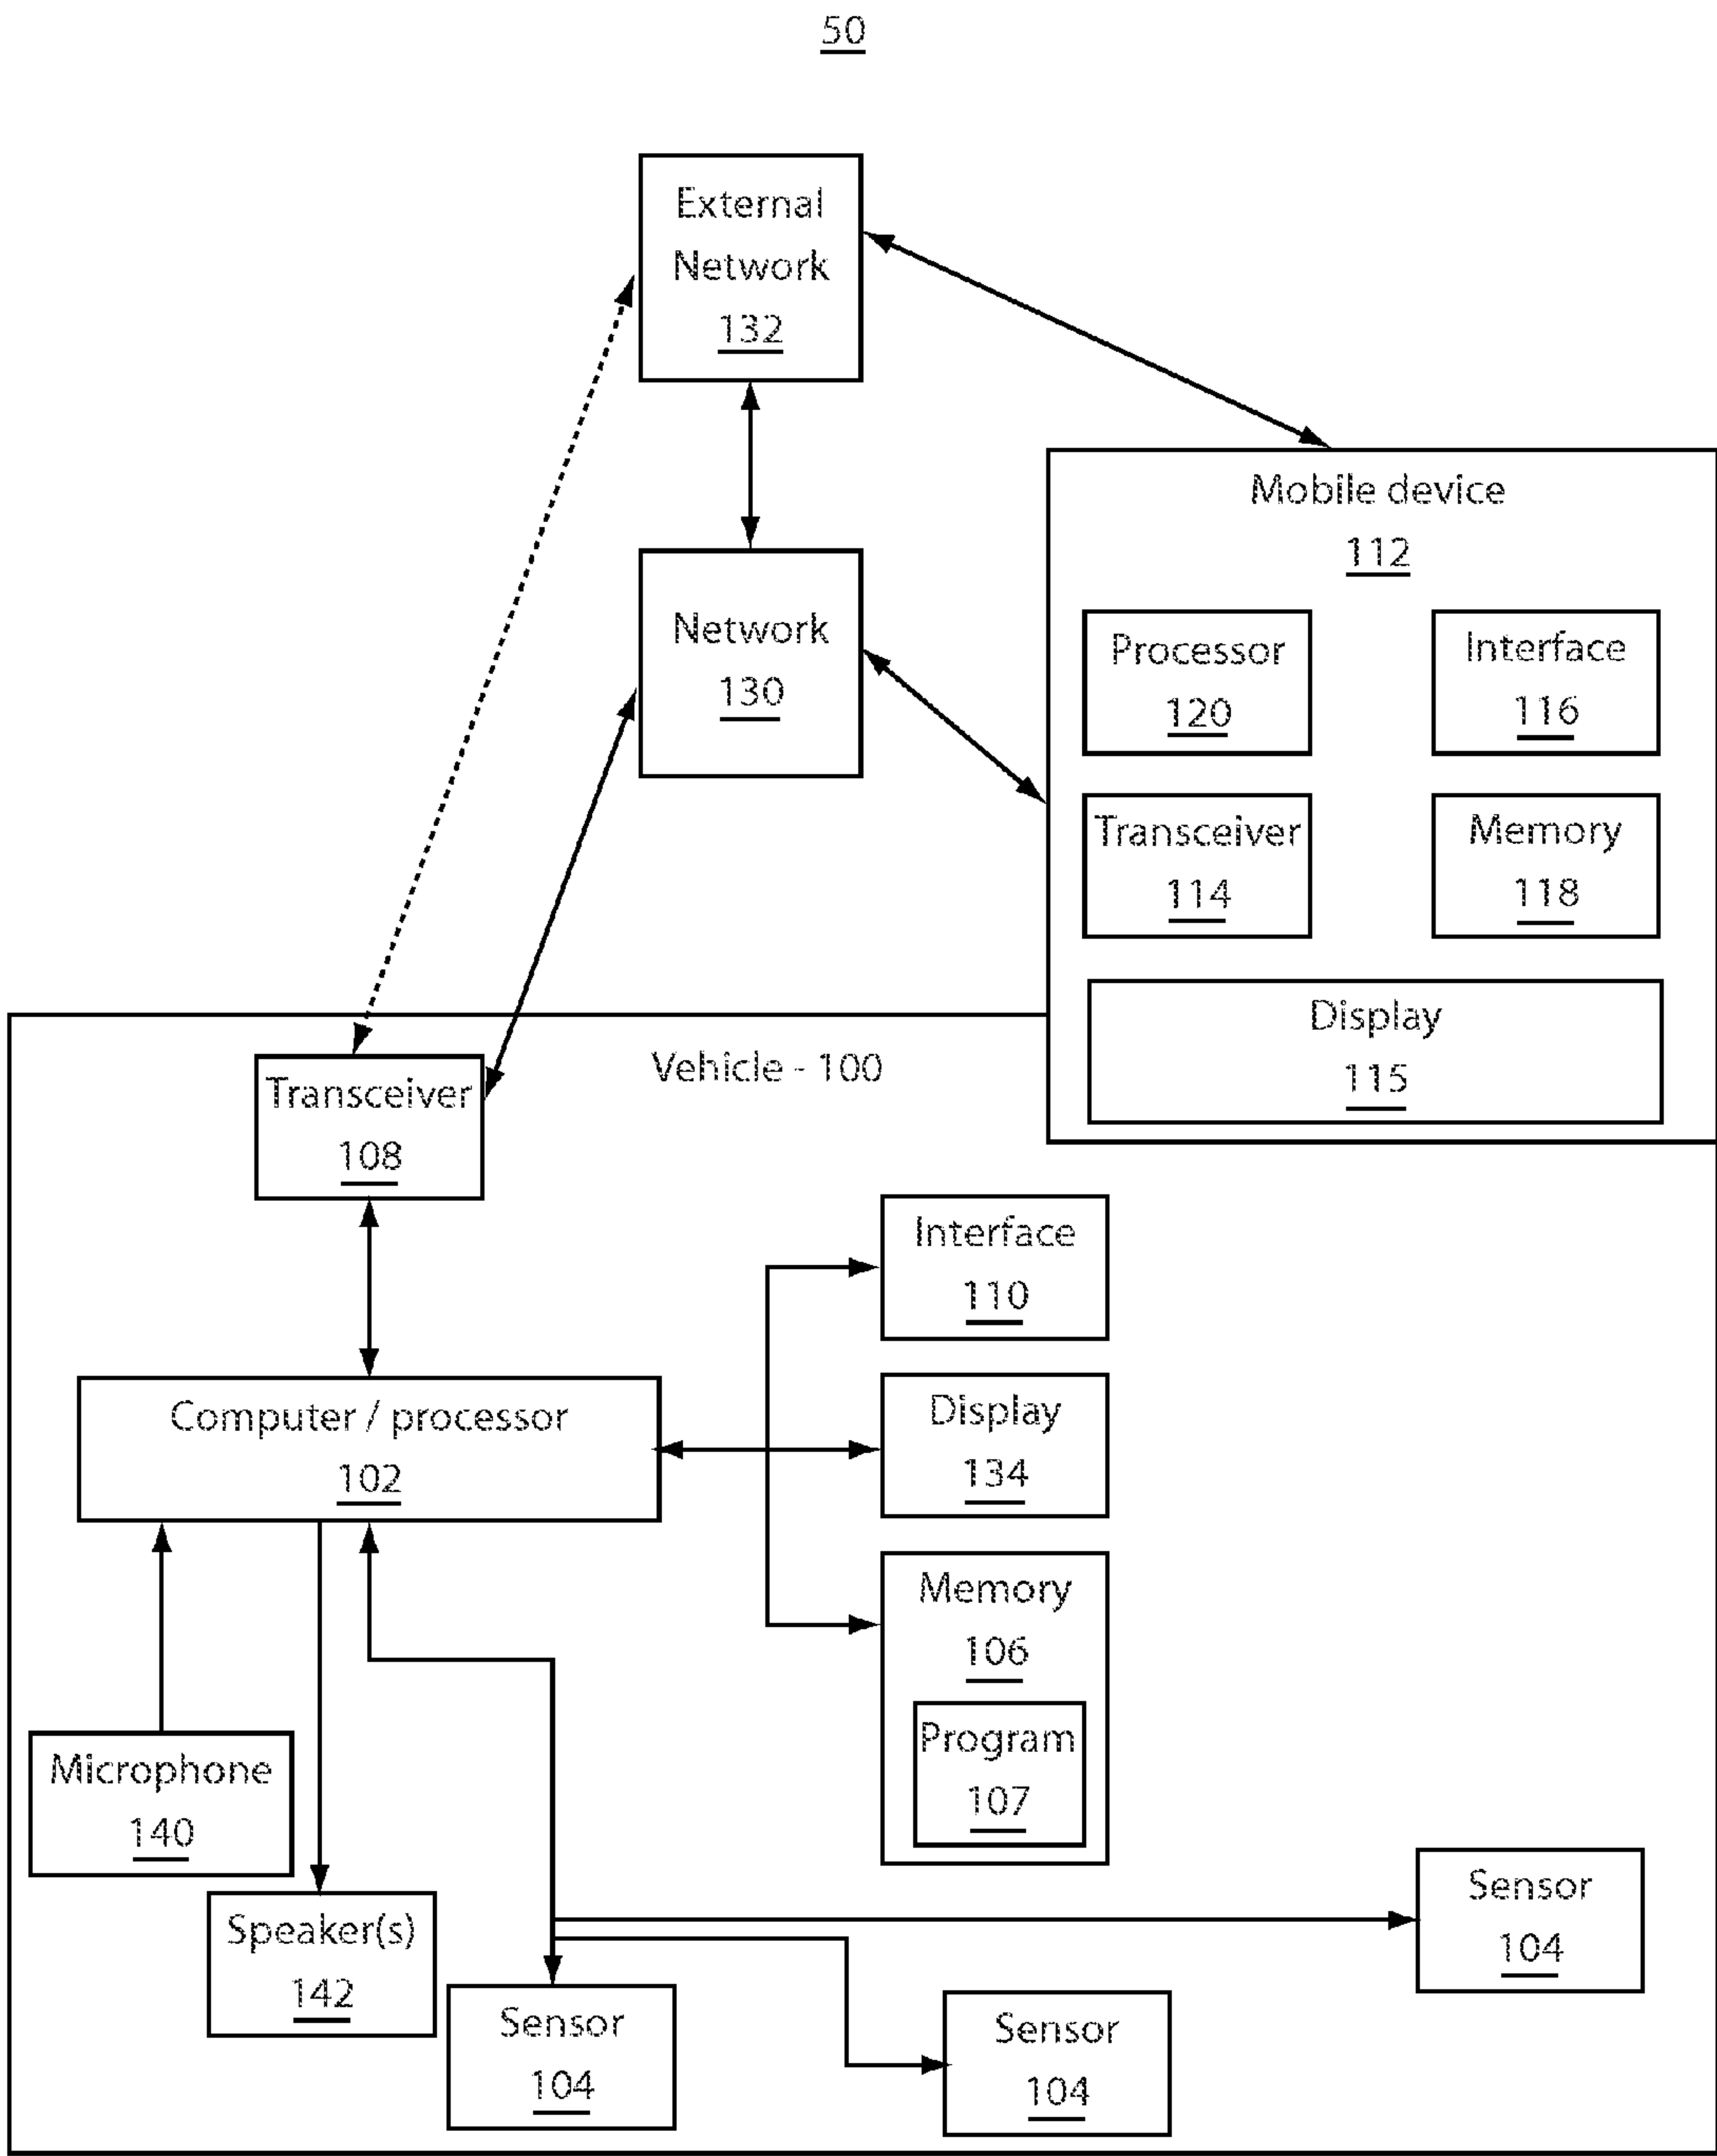 50
External
Network
132
Mobile device
112
Network
130
Processor
120
Interface
116
Transceiver
114
Memory
118
Display
115
Vehicle - 100
Transceiver
108
Interface
110
Computer / processor
102
Display
134
Memory
106
Program
107
Microphone
140
Speaker(s)
142
Sensor
104
Sensor
104
Sensor
104